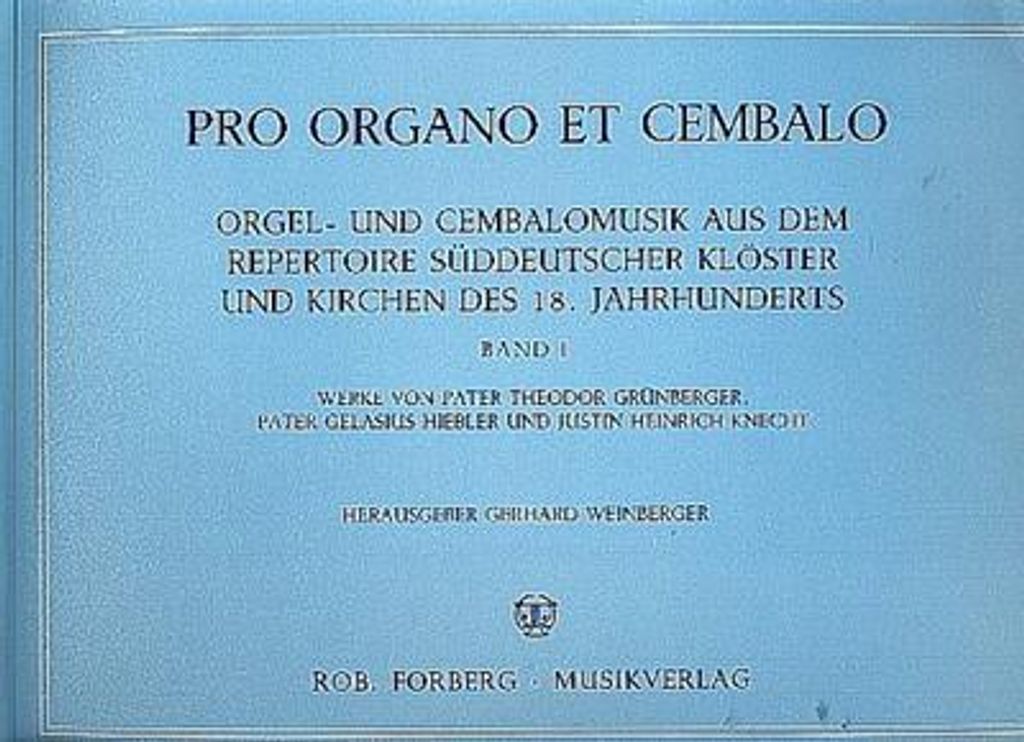 PRO ORGANO ET CEMBALO
ORGEL- UND CEMBALOMUSIK AUS DEM
REPERTOIRE SÜDDEUTSCHER KLÖSTER
UND KIRCHEN DES 18. JAHRHUNDERTS
BAND I
WERKE VON PATER THEODOR GRÜNBERGER,
PATER GELASIUS HIEBLER UND JUSTIN HEINRICH KNECHT
HERAUSGEBER GERHARD WEINBERGER
ROB. FORBERG · MUSIKVERLAG